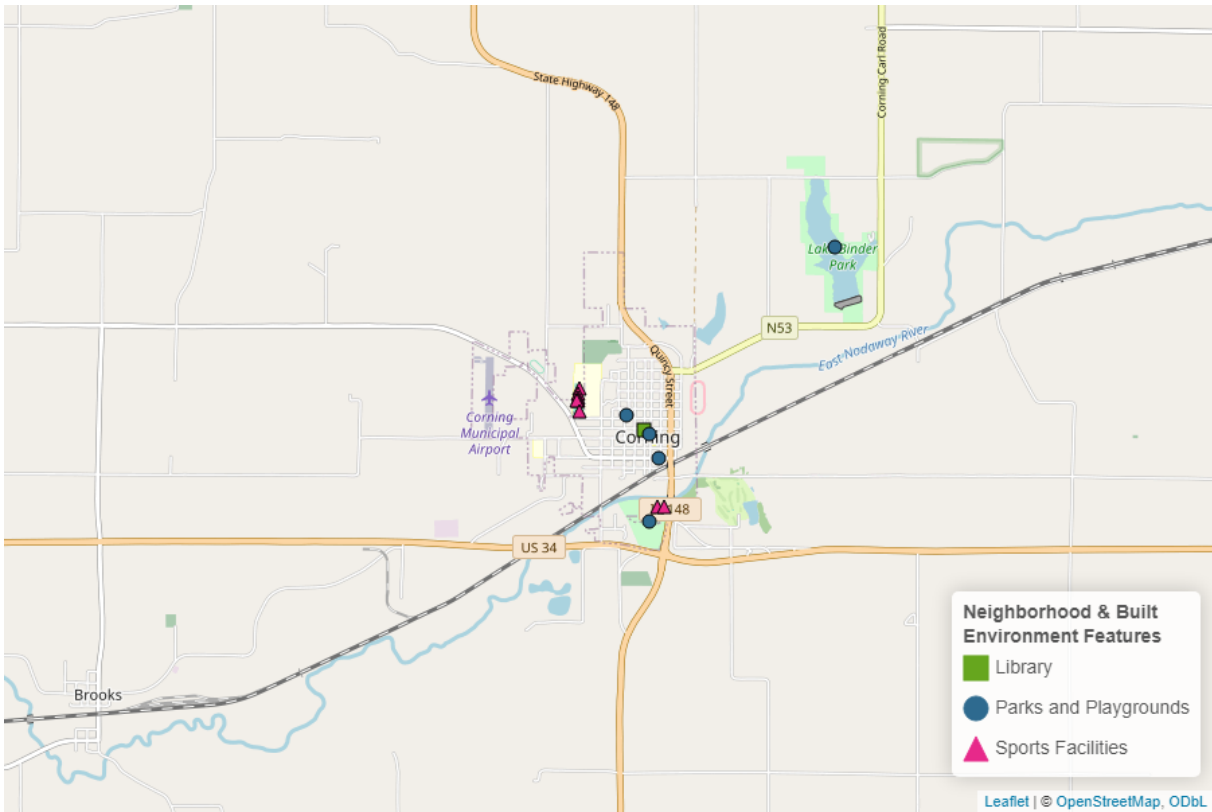 State Highway 148
Corning Carl Road
Lake Binder
Park
N53
East Nodaway River
Quincy Street
Corning
Municipal
Airport
Corning
148
US 34
Brooks
Neighborhood & Built
Environment Features
Library
Parks and Playgrounds
Sports Facilities
Leaflet | © OpenStreetMap, ODbL